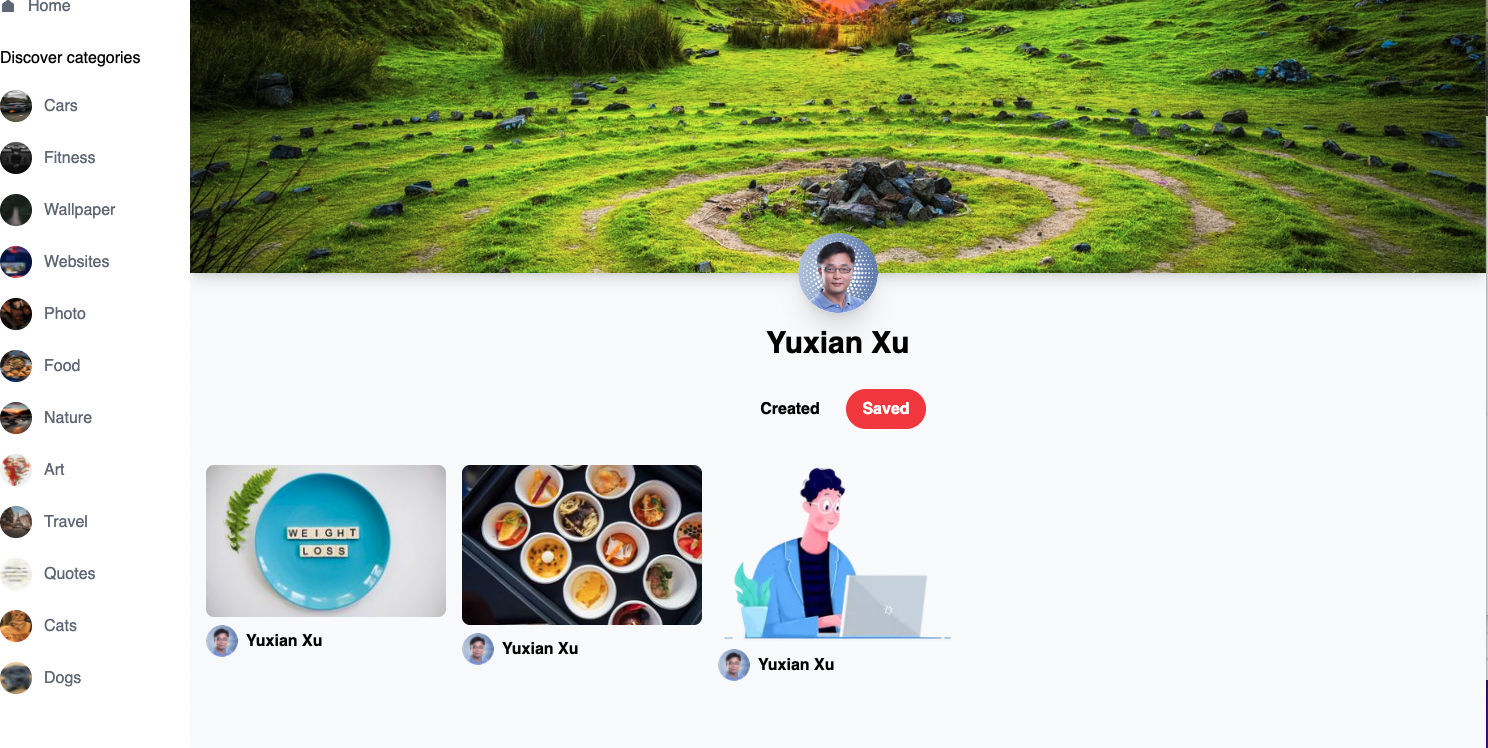 Home
Discover categories
Cars
Fitness
Wallpaper
Websites
Photo
Food
Nature
Art
Travel
Quotes
Cats
Dogs
Yuxian Xu
Created Saved
WEIGHT
LOSS
Yuxian Xu
Yuxian Xu
Yuxian Xu